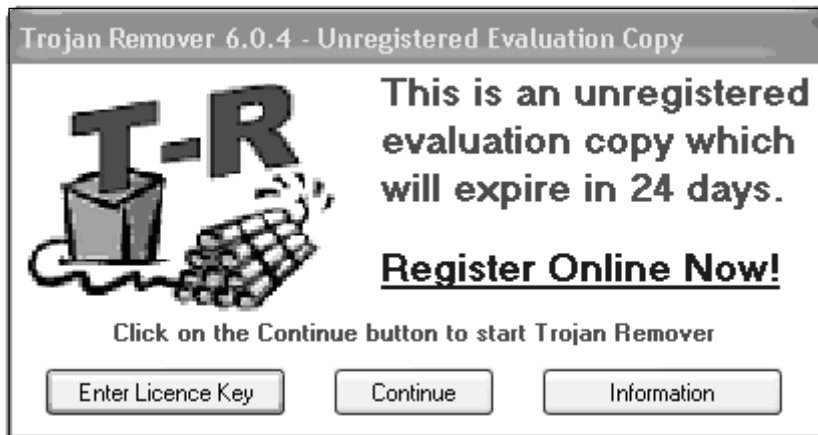 Trojan Remover 6.0.4 - Unregistered Evaluation Copy
T-R
This is an unregistered
evaluation copy which
will expire in 24 days.
Register Online Now!
Click on the Continue button to start Trojan Remover
Enter Licence Key
Continue
Information